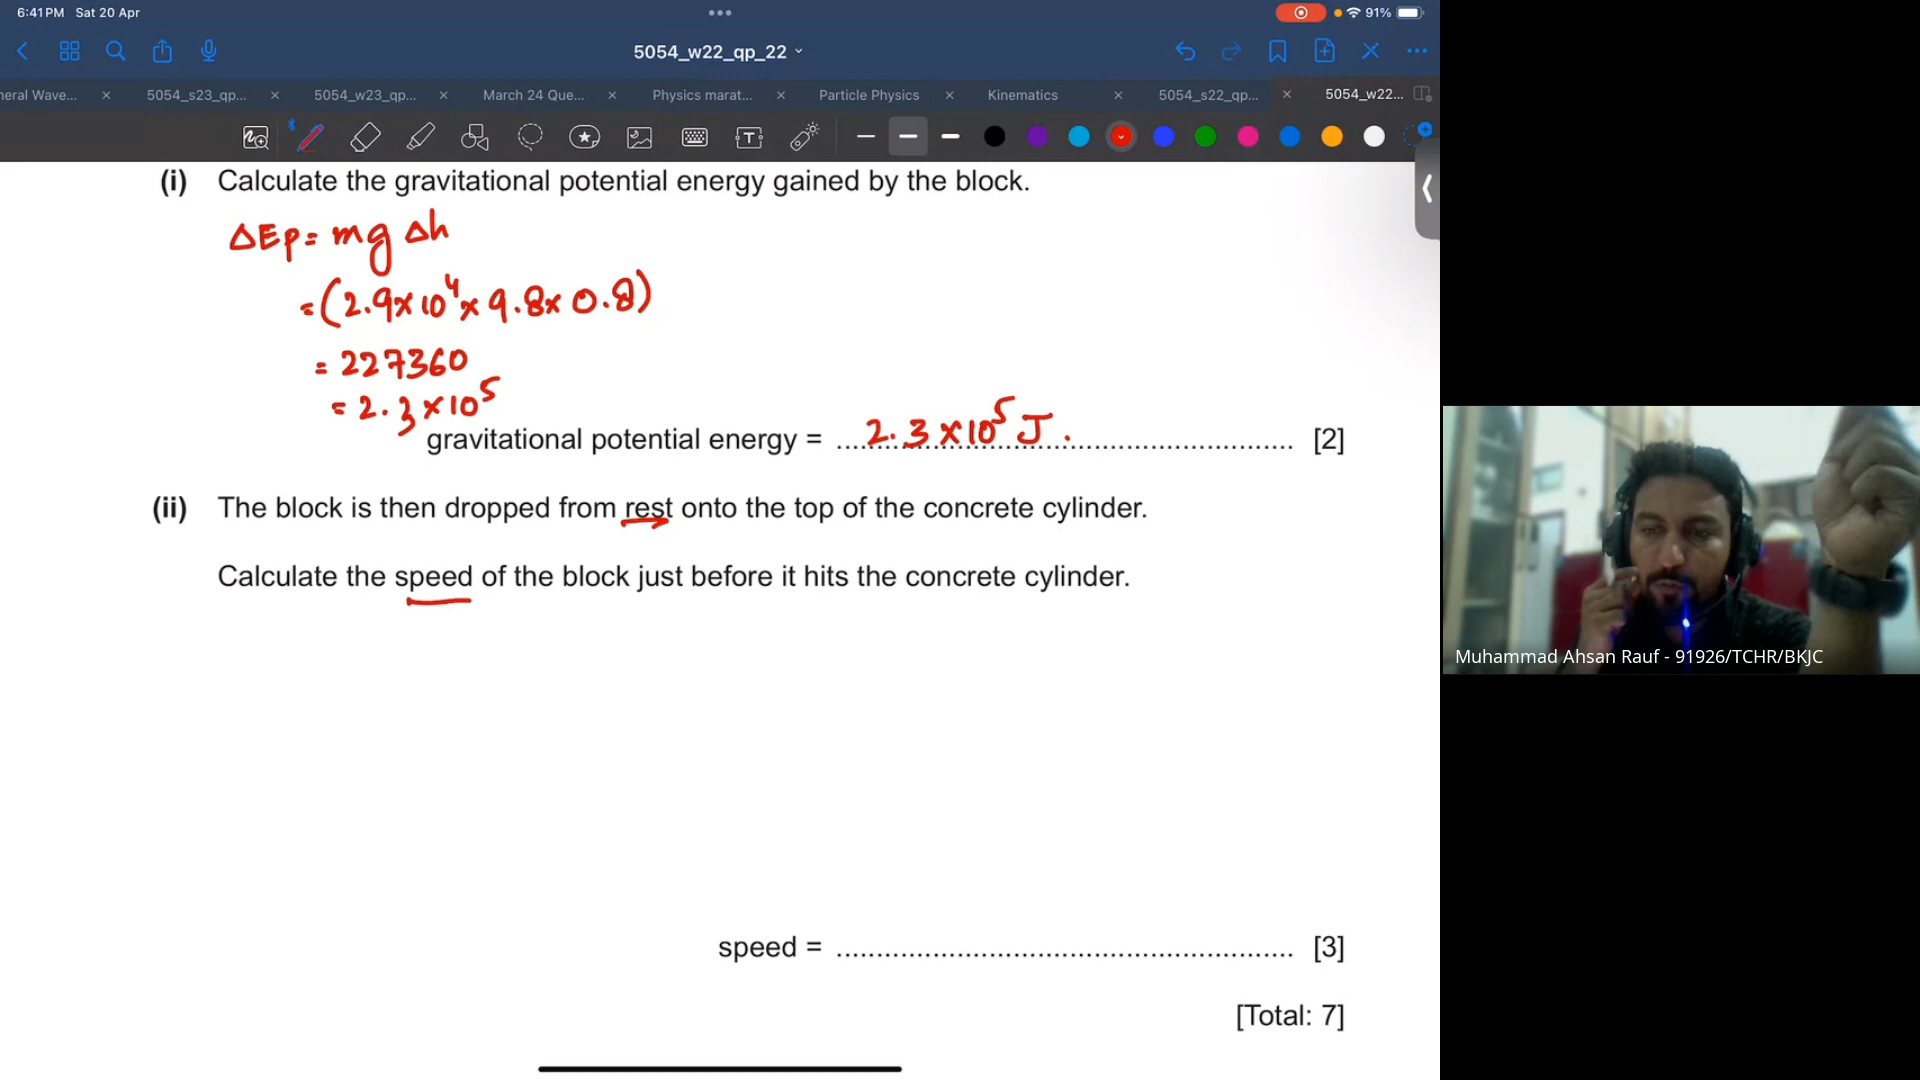 6:41 PM Sat 20 Apr
91%
5054_w22_qp_22
neral Wave...
5054_s23_qp...
5054_w23_qp...
March 24 Que...
Physics marat...
Particle Physics
Kinematics
5054_s22_qp...
5054_w22...
(i) Calculate the gravitational potential energy gained by the block.
ΔEp = mg Δh
= (2.9×10⁴ × 9.8 × 0.8)
= 227360
= 2.3 × 10⁵
gravitational potential energy = 2.3 × 10⁵ J. [2]
(ii) The block is then dropped from rest onto the top of the concrete cylinder.
Calculate the speed of the block just before it hits the concrete cylinder.
speed = ........................................................ [3]
[Total: 7]
Muhammad Ahsan Rauf - 91926/TCHR/BKJC